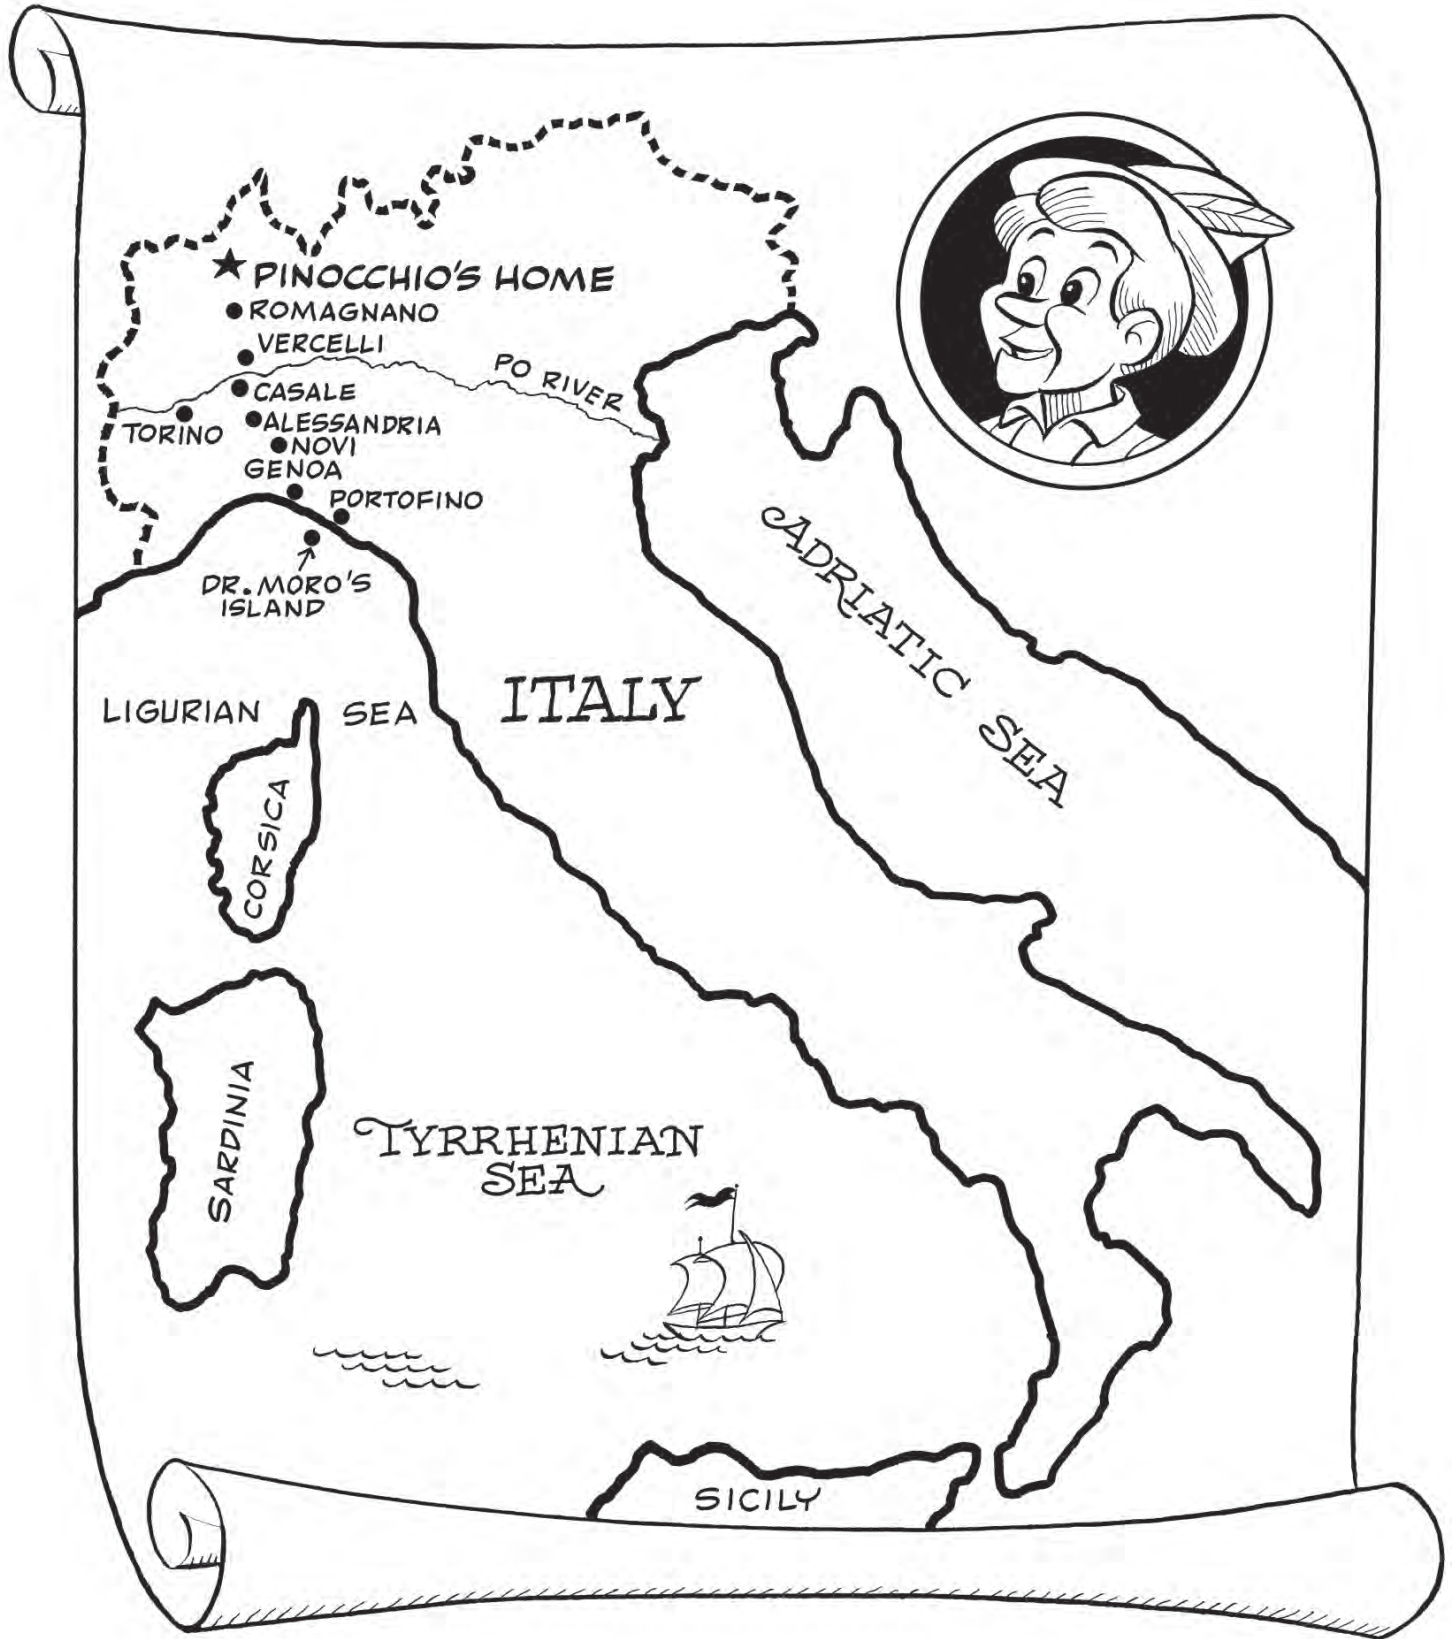 PINOCCHIO'S HOME
ROMAGNANO
VERCELLI
PO RIVER
CASALE
TORINO
ALESSANDRIA
NOVI
GENOA
PORTOFINO
DR. MORO'S
ISLAND
ADRIATIC SEA
ITALY
LIGURIAN SEA
CORSICA
SARDINIA
TYRRHENIAN
SEA
SICILY